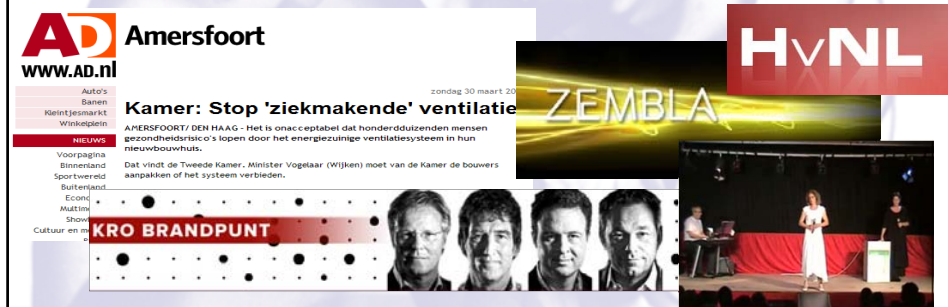 AD Amersfoort
www.AD.nl
zondag 30 maart 20
Auto's
Banen
Kleintjesmarkt
Winkelplein
NIEUWS
Voorpagina
Binnenland
Sportwereld
Buitenland
Kamer: Stop 'ziekmakende' ventilatie
AMERSFOORT/ DEN HAAG - Het is onacceptabel dat honderdduizenden mensen
gezondheidsrisico's lopen door het energiezuinige ventilatiesysteem in hun
nieuwbouwhuis.
Dat vindt de Tweede Kamer. Minister Vogelaar (Wijken) moet van de Kamer de bouwers
aanpakken of het systeem verbieden.
ZEMBLA
HvNL
KRO BRANDPUNT